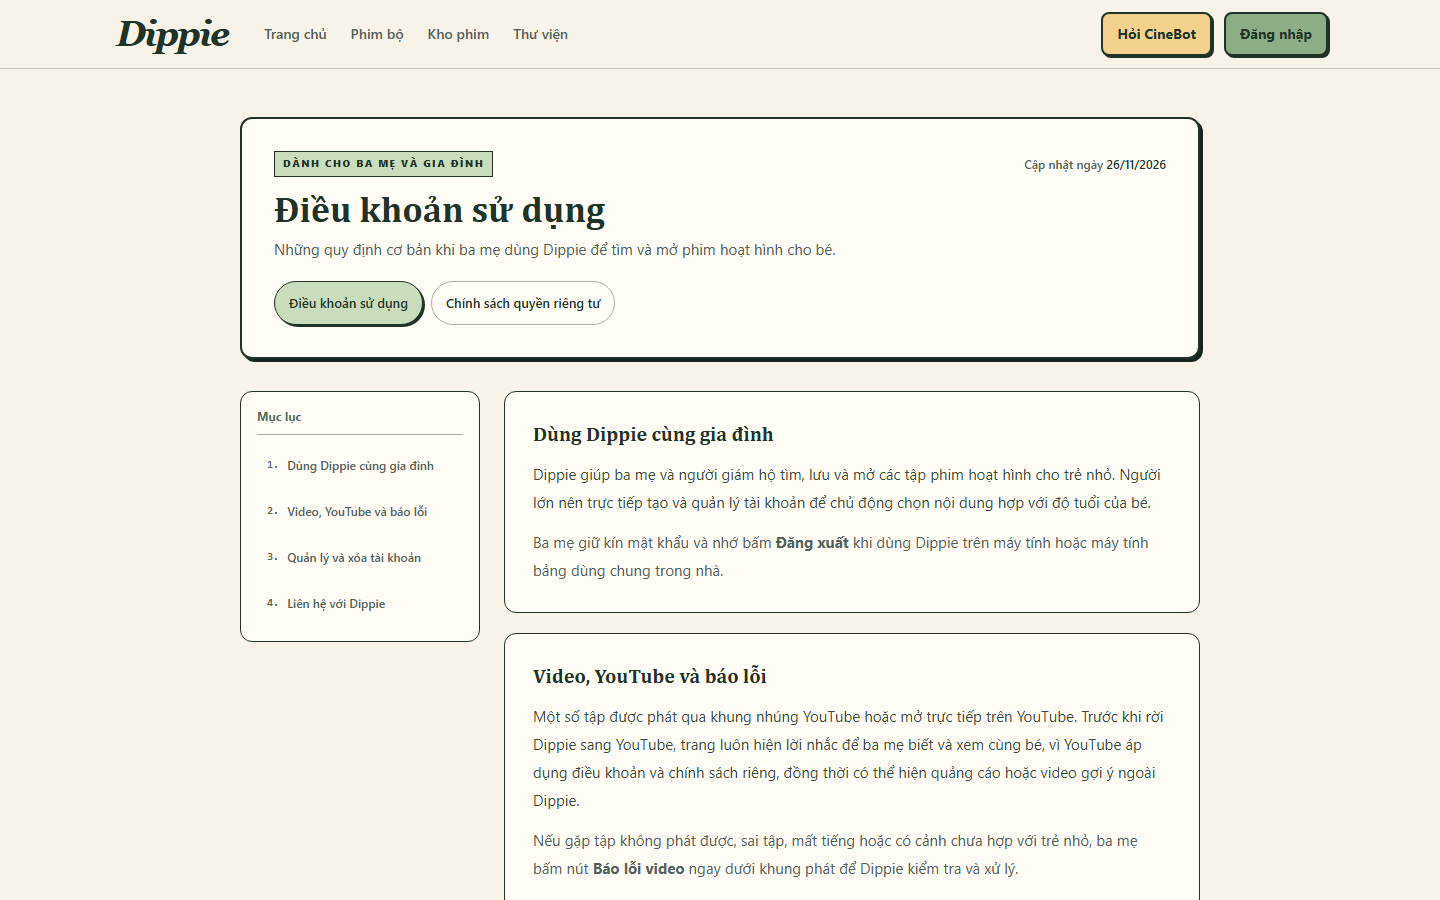 Dippie
Trang chủ
Phim bộ
Kho phim
Thư viện
Hỏi CineBot
Đăng nhập
DÀNH CHO BA MẸ VÀ GIA ĐÌNH
Cập nhật ngày 26/11/2026
Điều khoản sử dụng
Những quy định cơ bản khi ba mẹ dùng Dippie để tìm và mở phim hoạt hình cho bé.
Điều khoản sử dụng
Chính sách quyền riêng tư
Mục lục
1. Dùng Dippie cùng gia đình
2. Video, YouTube và báo lỗi
3. Quản lý và xóa tài khoản
4. Liên hệ với Dippie
Dùng Dippie cùng gia đình
Dippie giúp ba mẹ và người giám hộ tìm, lưu và mở các tập phim hoạt hình cho trẻ nhỏ. Người
lớn nên trực tiếp tạo và quản lý tài khoản để chủ động chọn nội dung hợp với độ tuổi của bé.
Ba mẹ giữ kín mật khẩu và nhớ bấm Đăng xuất khi dùng Dippie trên máy tính hoặc máy tính
bảng dùng chung trong nhà.
Video, YouTube và báo lỗi
Một số tập được phát qua khung nhúng YouTube hoặc mở trực tiếp trên YouTube. Trước khi rời
Dippie sang YouTube, trang luôn hiện lời nhắc để ba mẹ biết và xem cùng bé, vì YouTube áp
dụng điều khoản và chính sách riêng, đồng thời có thể hiện quảng cáo hoặc video gợi ý ngoài
Dippie.
Nếu gặp tập không phát được, sai tập, mất tiếng hoặc có cảnh chưa hợp với trẻ nhỏ, ba mẹ
bấm nút Báo lỗi video ngay dưới khung phát để Dippie kiểm tra và xử lý.